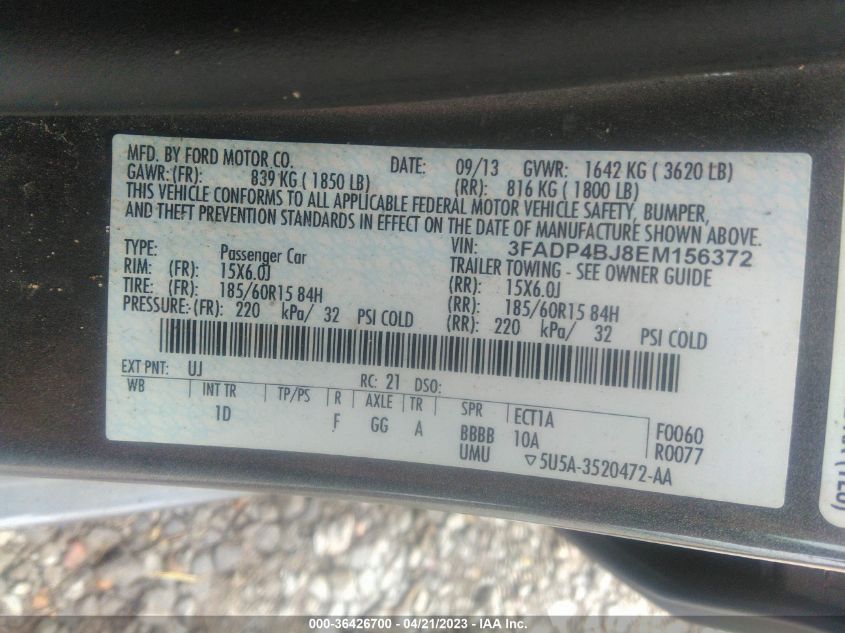 MFD. BY FORD MOTOR CO. DATE: 09/13 GVWR: 1642 KG ( 3620 LB)
GAWR: (FR): 839 KG ( 1850 LB) (RR): 816 KG ( 1800 LB)
THIS VEHICLE CONFORMS TO ALL APPLICABLE FEDERAL MOTOR VEHICLE SAFETY, BUMPER,
AND THEFT PREVENTION STANDARDS IN EFFECT ON THE DATE OF MANUFACTURE SHOWN ABOVE.
VIN: 3FADP4BJ8EM156372
TYPE: Passenger Car TRAILER TOWING - SEE OWNER GUIDE
RIM: (FR) 15X6.0J (RR): 15X6.0J
TIRE: (FR) 185/60R15 84H (RR): 185/60R15 84H
PRESSURE: (FR) 220 kPa/ 32 PSI COLD (RR): 220 kPa/ 32 PSI COLD
EXT PNT: UJ RC: 21 DSO:
WB INT TR TP/PS R AXLE TR SPR ECT1A
1D F GG A BBBB 10A F0060
UMU ▽5U5A-3520472-AA R0077
000-36426700 - 04/21/2023 - IAA Inc.